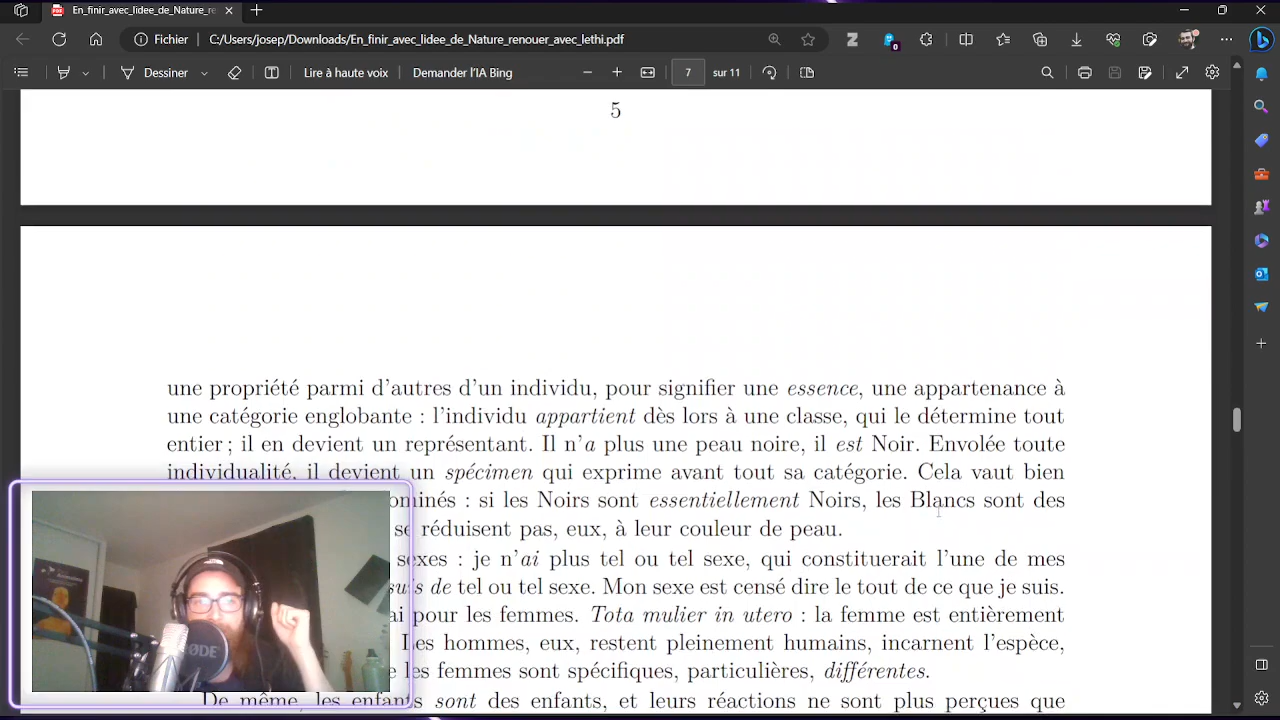 En_finir_avec_lidee_de_Nature_re
Fichier
C:/Users/josep/Downloads/En_finir_avec_lidee_de_Nature_renouer_avec_lethi.pdf
0
Dessiner
Lire à haute voix
Demander l'IA Bing
7
sur 11
5
une propriété parmi d'autres d'un individu, pour signifier une essence, une appartenance à
une catégorie englobante : l'individu appartient dès lors à une classe, qui le détermine tout
entier ; il en devient un représentant. Il n'a plus une peau noire, il est Noir. Envolée toute
individualité, il devient un spécimen qui exprime avant tout sa catégorie. Cela vaut bien
: si les Noirs sont essentiellement Noirs, les Blancs sont des
se réduisent pas, eux, à leur couleur de peau.
sexes : je n'ai plus tel ou tel sexe, qui constituerait l'une de mes
suis de tel ou tel sexe. Mon sexe est censé dire le tout de ce que je suis.
pour les femmes. Tota mulier in utero : la femme est entièrement
Les hommes, eux, restent pleinement humains, incarnent l'espèce,
les femmes sont spécifiques, particulières, différentes.
De même, les enfants sont des enfants, et leurs réactions ne sont plus perçues que
RØDE